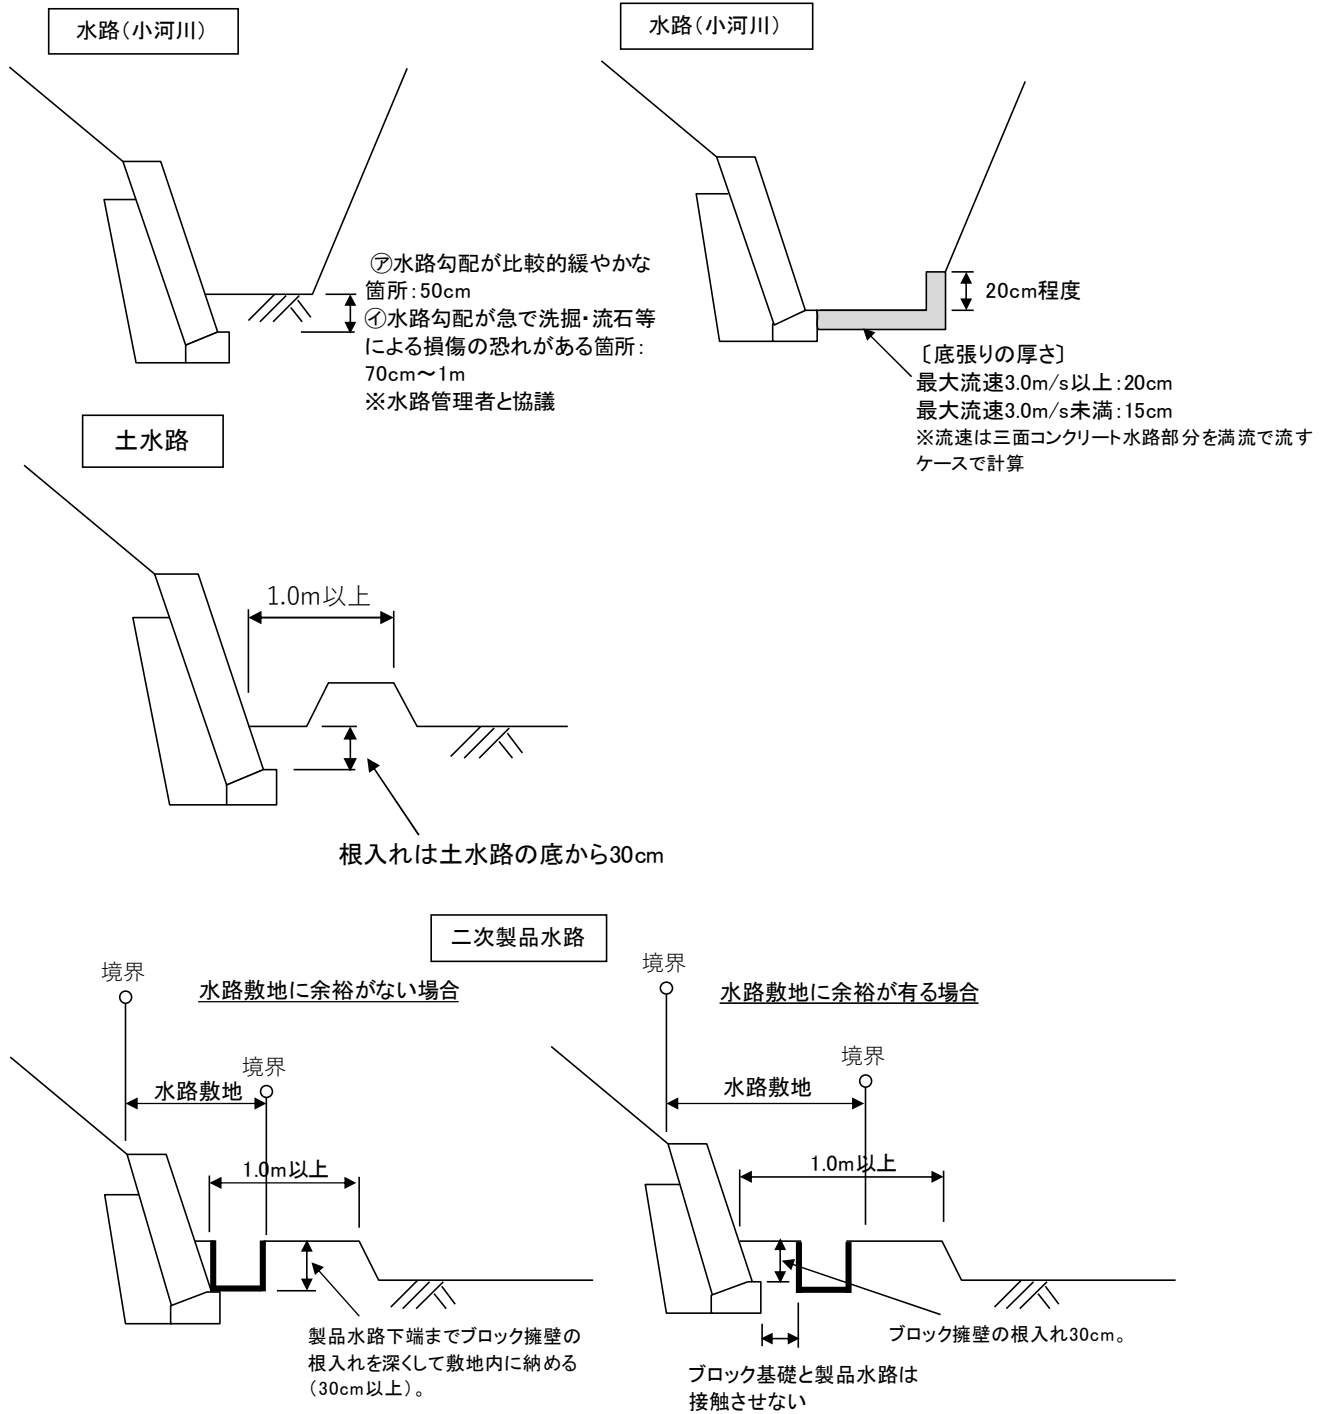 水路（小河川）
㋐水路勾配が比較的緩やかな
箇所：50cm
㋑水路勾配が急で洗掘・流石等
による損傷の恐れがある箇所：
70cm～1m
※水路管理者と協議
水路（小河川）
20cm程度
〔底張りの厚さ〕
最大流速3.0m/s以上：20cm
最大流速3.0m/s未満：15cm
※流速は三面コンクリート水路部分を満流で流す
ケースで計算
土水路
1.0m以上
根入れは土水路の底から30cm
二次製品水路
境界
水路敷地に余裕がない場合
境界
水路敷地
1.0m以上
製品水路下端までブロック擁壁の
根入れを深くして敷地内に納める
（30cm以上）。
境界
水路敷地に余裕が有る場合
境界
水路敷地
1.0m以上
ブロック擁壁の根入れ30cm。
ブロック基礎と製品水路は
接触させない